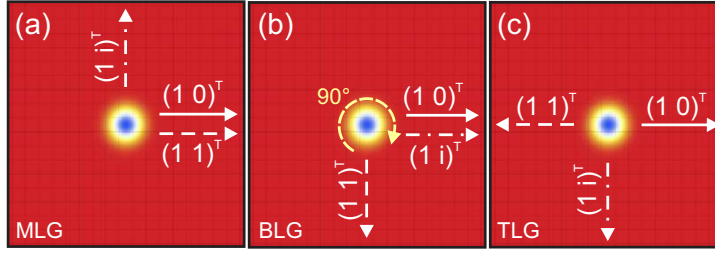 (a)
(1 i)ᵀ
(1 0)ᵀ
(1 1)ᵀ
MLG
(b)
90°
(1 0)ᵀ
(1 i)ᵀ
(1 1)ᵀ
BLG
(c)
(1 1)ᵀ
(1 0)ᵀ
(1 i)ᵀ
TLG